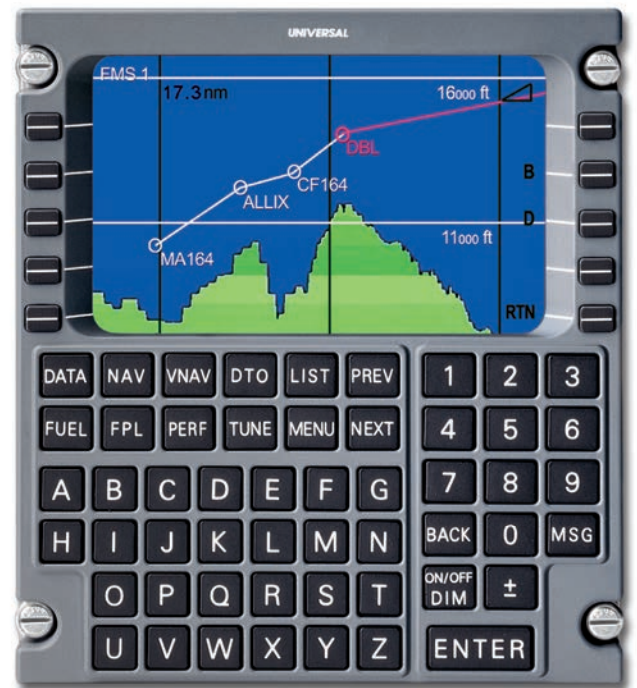 UNIVERSAL
FMS 1
17.3nm
16000 ft
DBL
B
CF164
ALLIX
D
11000 ft
MA164
RTN
DATA NAV VNAV DTO LIST PREV
FUEL FPL PERF TUNE MENU NEXT
1 2 3
4 5 6
7 8 9
BACK 0 MSG
ON/OFF
DIM ±
ENTER
A B C D E F G
H I J K L M N
O P Q R S T
U V W X Y Z